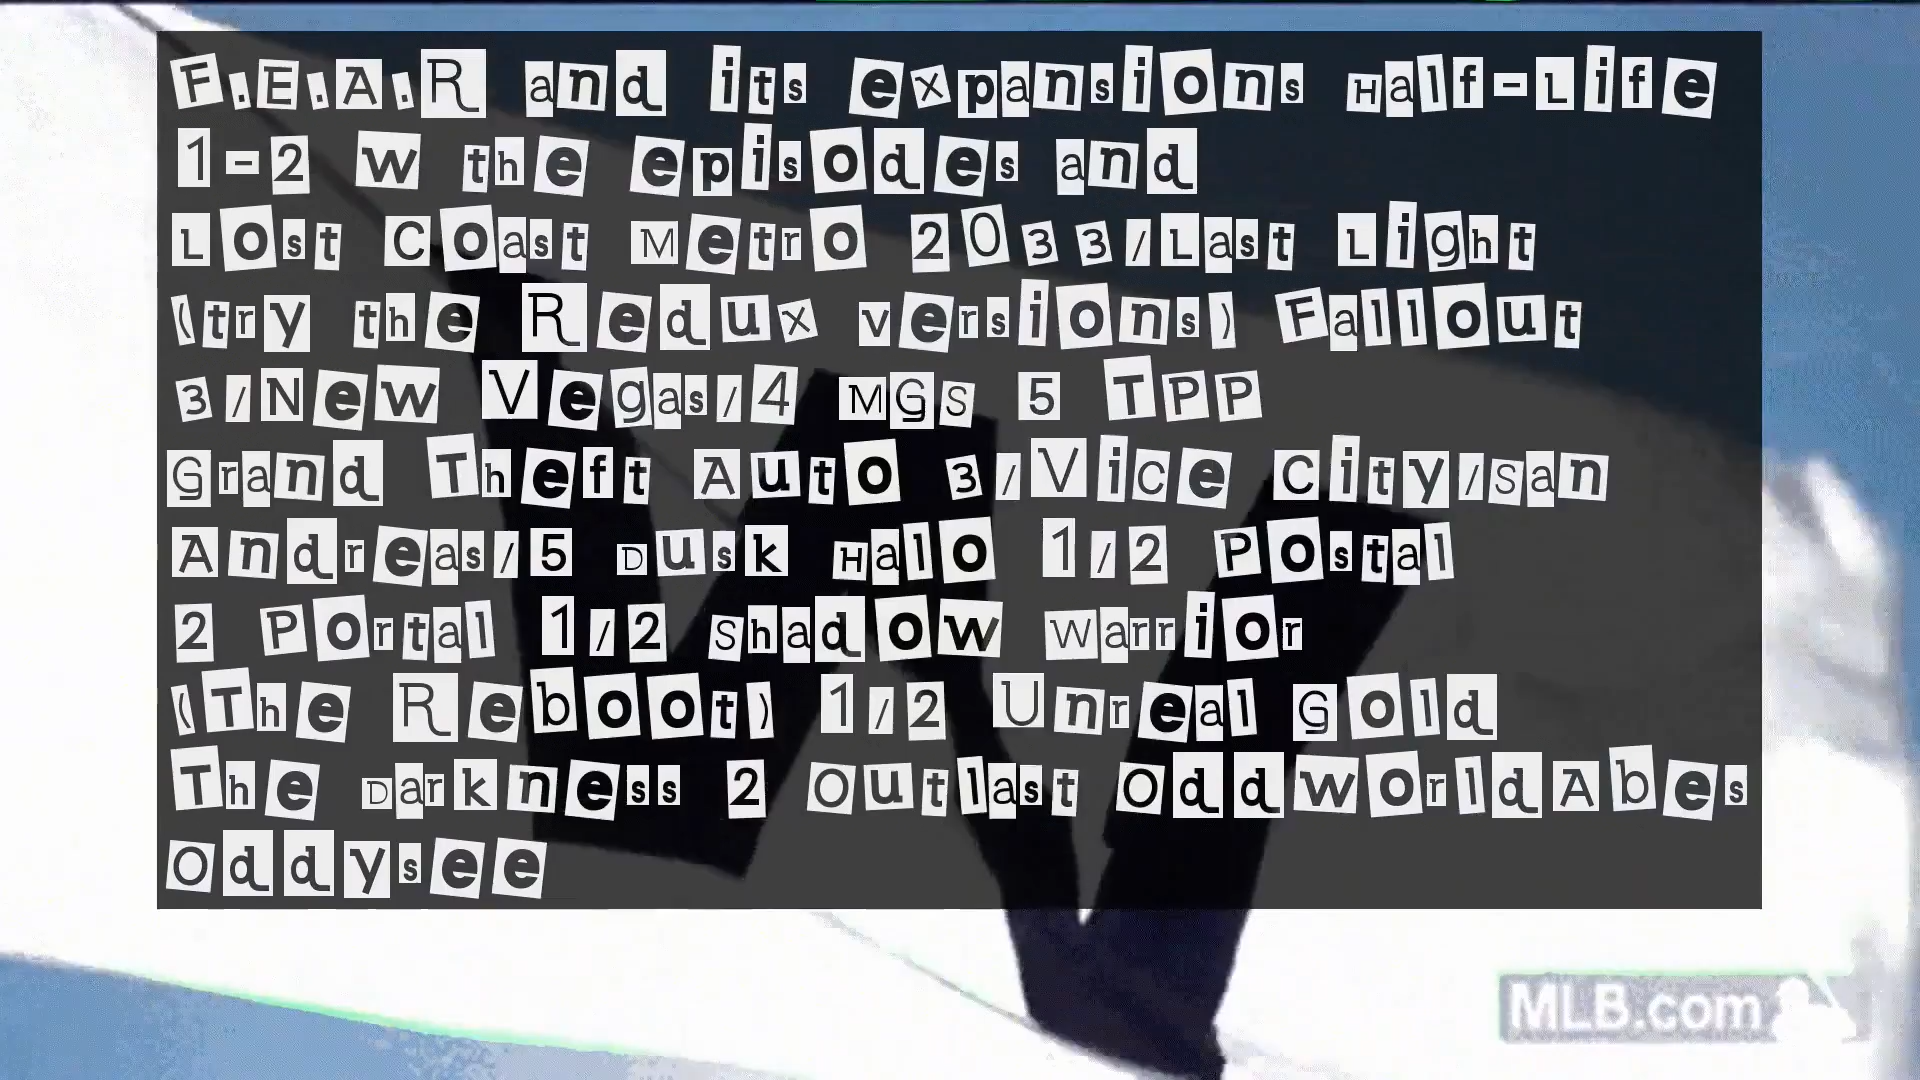 F.E.A.R and its expansions Half-Life
1-2 w the episodes and
Lost Coast Metro 2033/Last Light
(try the Redux versions) Fallout
3/New Vegas/4 MGS 5 TPP
Grand Theft Auto 3/Vice City/San
Andreas/5 Dusk Halo 1/2 Postal
2 Portal 1/2 Shadow Warrior
(The Reboot) 1/2 Unreal Gold
The Darkness 2 Outlast OddworldAbes
Oddysee
MLB.com